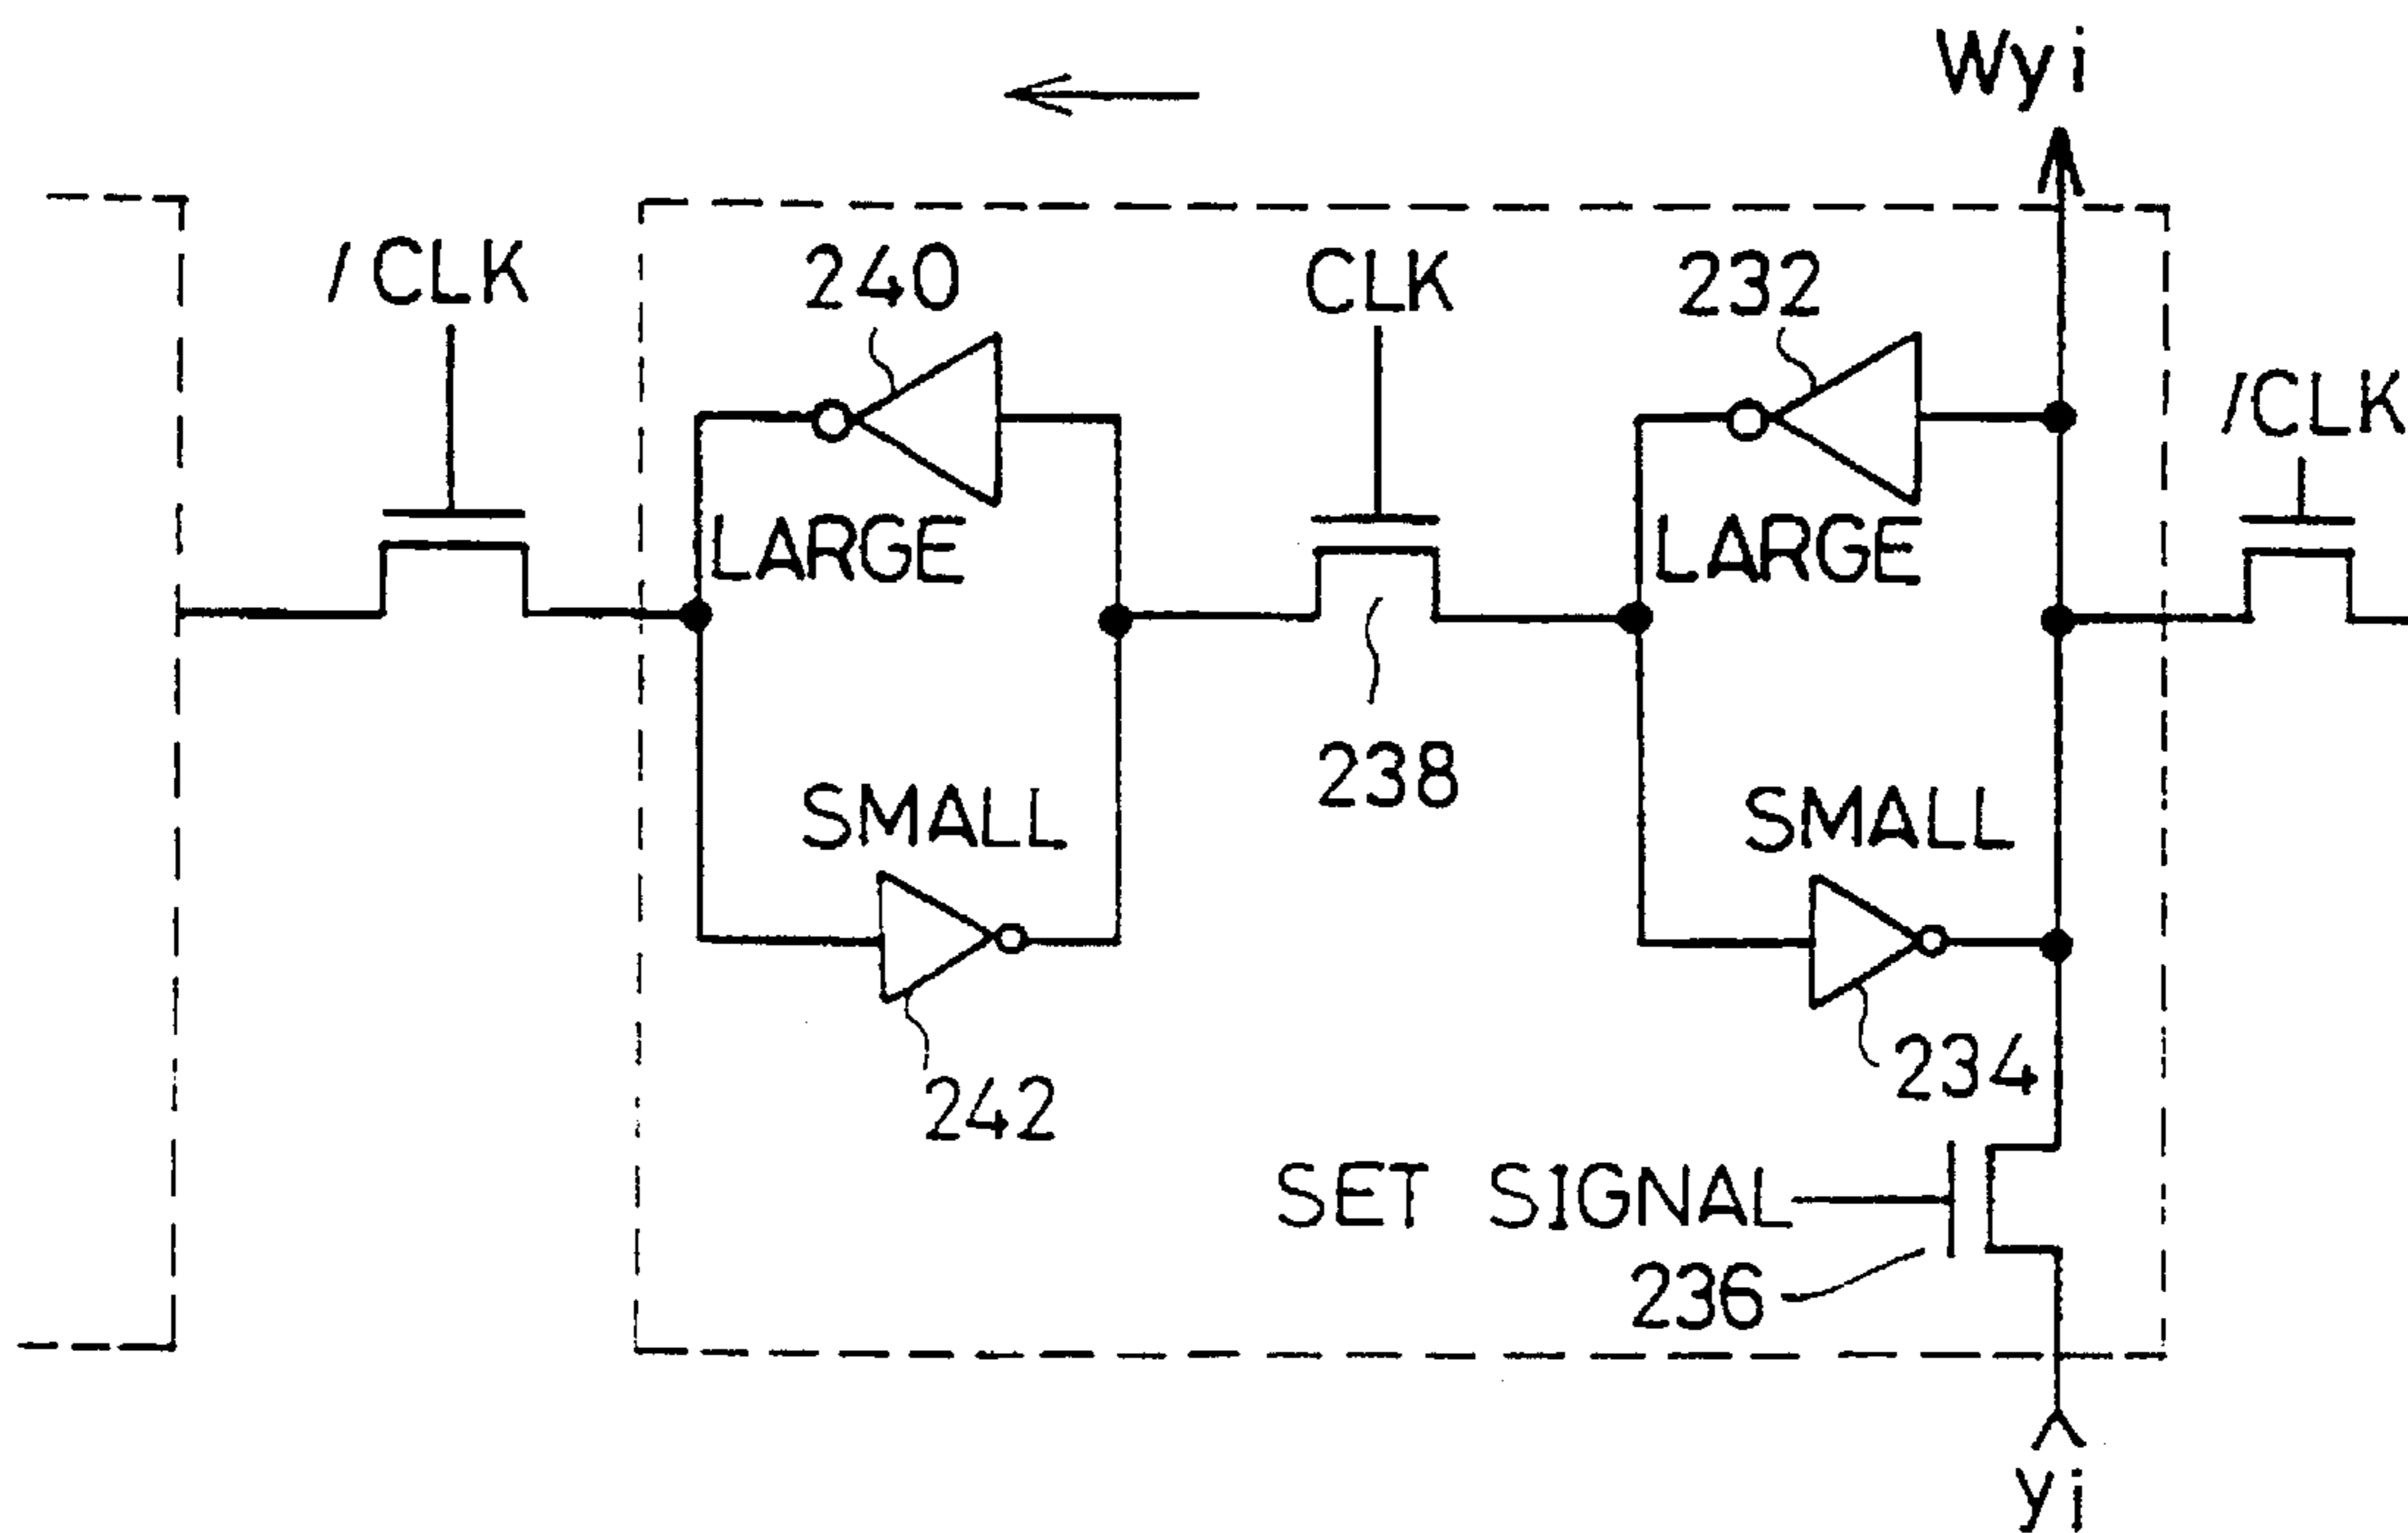 Wyi
/CLK
240
CLK
232
/CLK
LARGE
LARGE
238
SMALL
SMALL
242
234
SET SIGNAL
236
yi